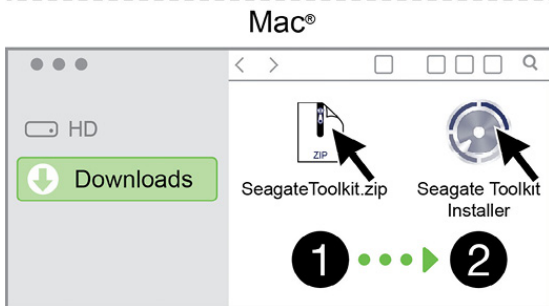 Mac®
HD
Downloads
ZIP
SeagateToolkit.zip
Seagate Toolkit
Installer
1
2